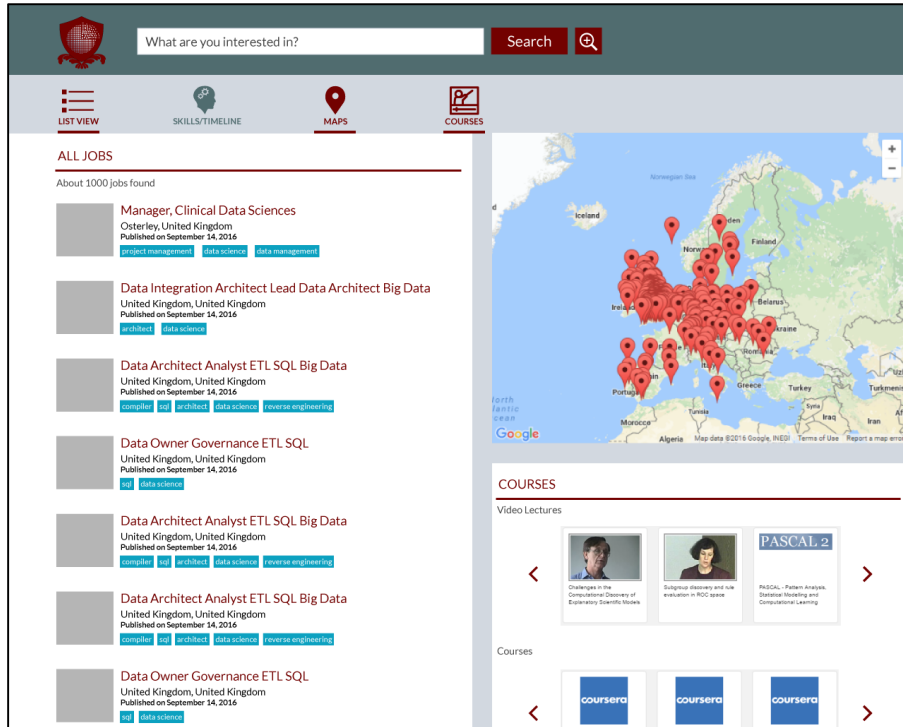 What are you interested in?
Search
LIST VIEW
SKILLS/TIMELINE
MAPS
COURSES
ALL JOBS
About 1000 jobs found
Manager, Clinical Data Sciences
Osterley, United Kingdom
Published on September 14, 2016
project management data science data management
Data Integration Architect Lead Data Architect Big Data
United Kingdom, United Kingdom
Published on September 14, 2016
architect data science
Data Architect Analyst ETL SQL Big Data
United Kingdom, United Kingdom
Published on September 14, 2016
compiler sql architect data science reverse engineering
Data Owner Governance ETL SQL
United Kingdom, United Kingdom
Published on September 14, 2016
sql data science
Data Architect Analyst ETL SQL Big Data
United Kingdom, United Kingdom
Published on September 14, 2016
compiler sql architect data science reverse engineering
Data Architect Analyst ETL SQL Big Data
United Kingdom, United Kingdom
Published on September 14, 2016
compiler sql architect data science reverse engineering
Data Owner Governance ETL SQL
United Kingdom, United Kingdom
Published on September 14, 2016
sql data science
Norwegian Sea
Iceland
Finland
Belarus
Greece
Turkey
Syria
Iraq
Iran
Tunisia
Morocco
Algeria
Google
Map data ©2016 Google, INEGI Terms of Use Report a map error
COURSES
Video Lectures
Challenges in the
Computational Discovery of
Explanatory Scientific Models
Subgroup discovery and rule
evaluation in ROC space
PASCAL 2
PASCAL - Pattern Analysis,
Statistical Modelling and
Computational Learning
Courses
coursera
coursera
coursera